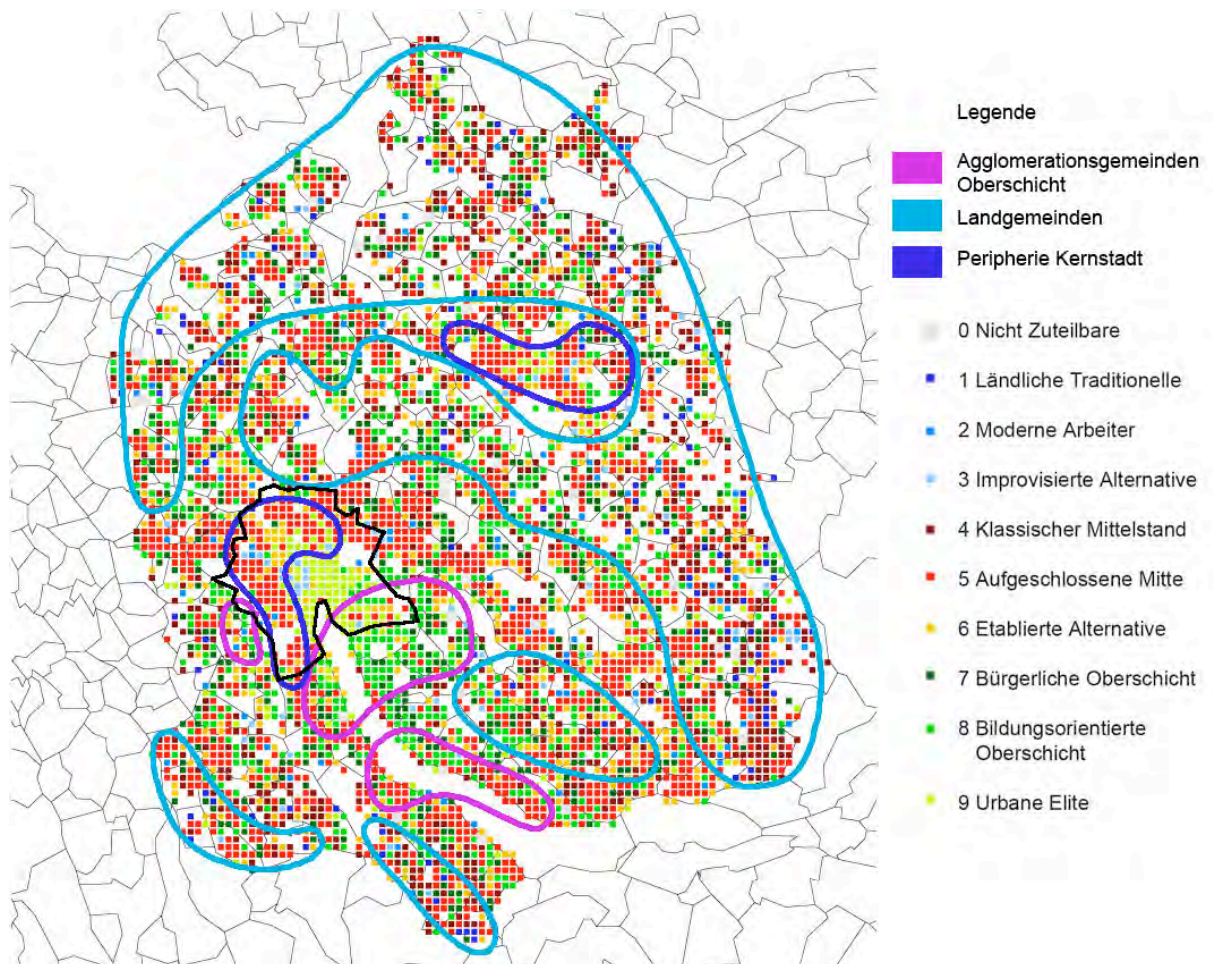 Legende
Agglomerationsgemeinden
Oberschicht
Landgemeinden
Peripherie Kernstadt
0 Nicht Zuteilbare
1 Ländliche Traditionelle
2 Moderne Arbeiter
3 Improvisierte Alternative
4 Klassischer Mittelstand
5 Aufgeschlossene Mitte
6 Etablierte Alternative
7 Bürgerliche Oberschicht
8 Bildungsorientierte
Oberschicht
9 Urbane Elite